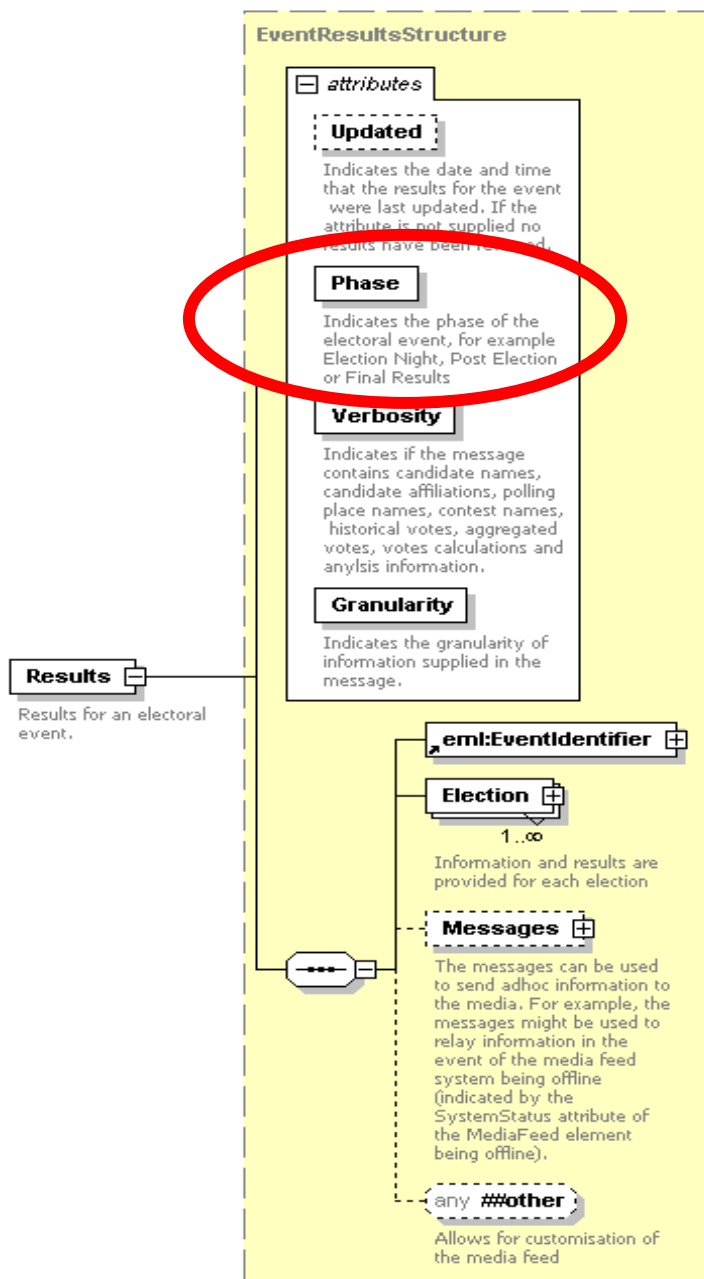 EventResultsStructure
attributes
Updated
Indicates the date and time
that the results for the event
were last updated. If the
attribute is not supplied no
results have been
Phase
Indicates the phase of the
electoral event, for example
Election Night, Post Election
or Final Results
Verbosity
Indicates if the message
contains candidate names,
candidate affiliations, polling
place names, contest names,
historical votes, aggregated
votes, votes calculations and
anylsis information.
Granularity
Indicates the granularity of
information supplied in the
message.
Results
Results for an electoral
event.
eml:EventIdentifier
Election
1..∞
Information and results are
provided for each election
Messages
The messages can be used
to send adhoc information to
the media. For example, the
messages might be used to
relay information in the
event of the media feed
system being offline
(indicated by the
SystemStatus attribute of
the MediaFeed element
being offline).
any ##other
Allows for customisation of
the media feed